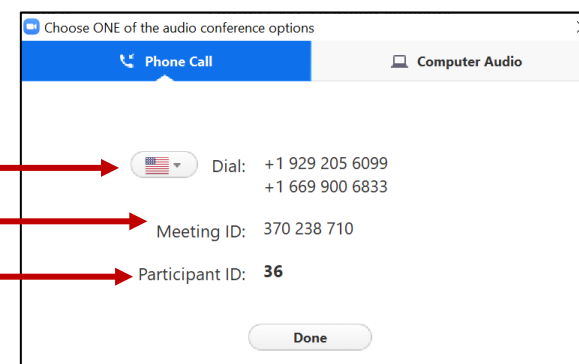 Choose ONE of the audio conference options
Phone Call
Computer Audio
Dial: +1 929 205 6099
+1 669 900 6833
Meeting ID: 370 238 710
Participant ID: 36
Done